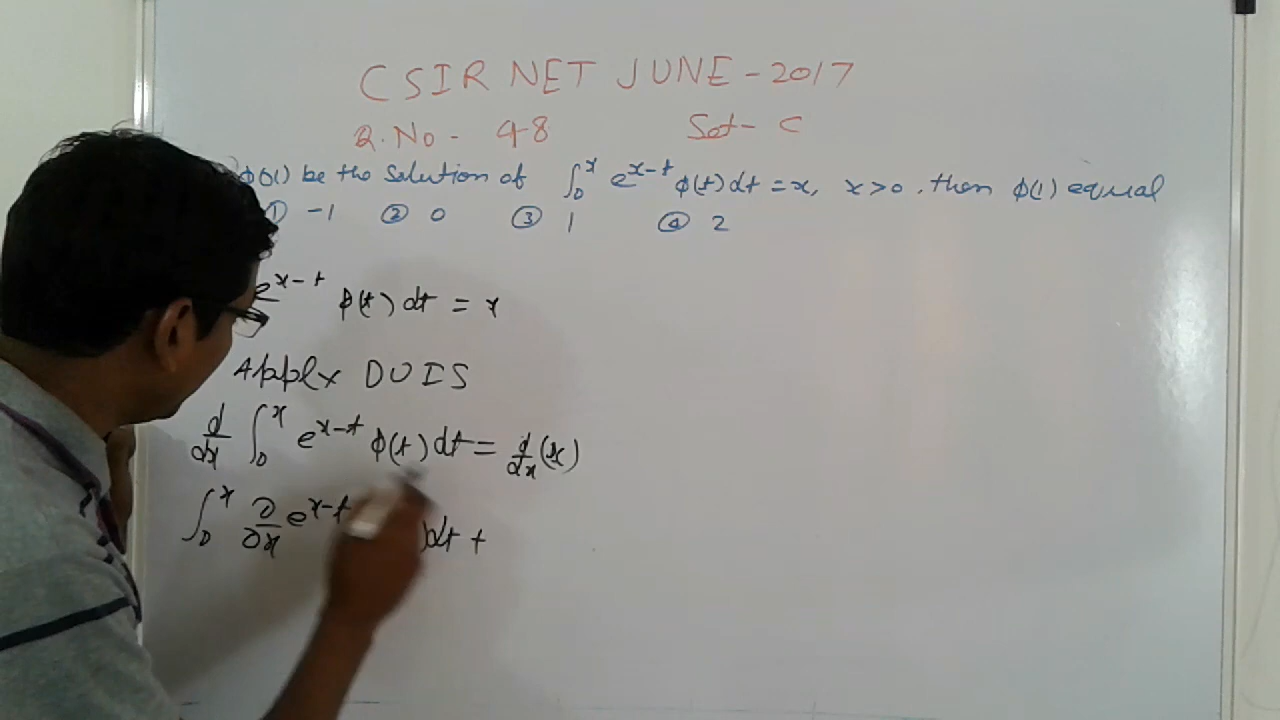 CSIR NET JUNE-2017
Q.No - 48 Set- C
φ(x) be the solution of ∫₀ˣ e^{x-t} φ(t)dt = x, x>0, then φ(1) equal
① -1 ② 0 ③ 1 ④ 2
e^{x-t} φ(t) dt = x
Apply DUIS
d/dx ∫₀ˣ e^{x-t} φ(t) dt = d/dx (x)
∫₀ˣ ∂/∂x e^{x-t} )dt +